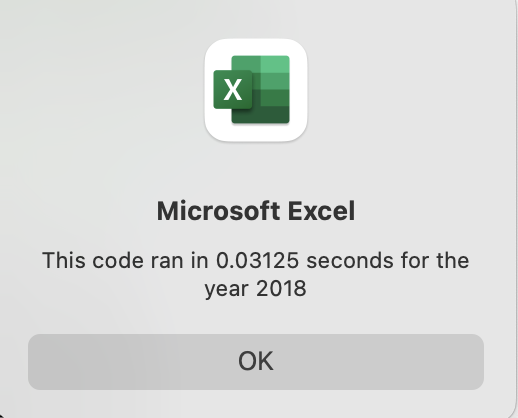 X
Microsoft Excel
This code ran in 0.03125 seconds for the
year 2018
OK